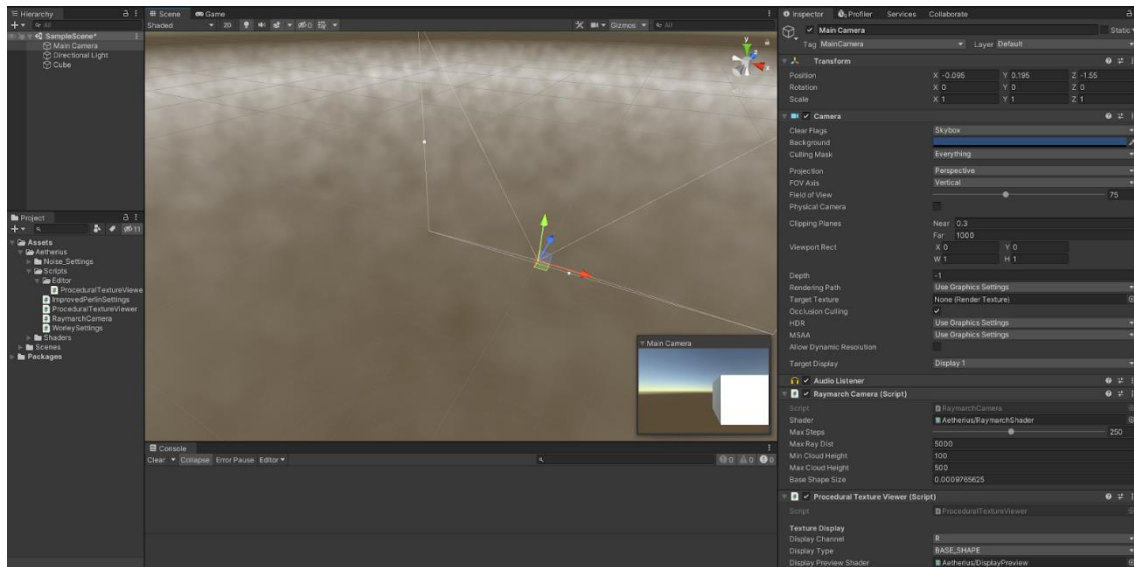 Hierarchy
All
SampleScene*
Main Camera
Directional Light
Cube
Project
11
Assets
Aetherius
Noise_Settings
Scripts
Editor
ProceduralTextureViewe
ImprovedPerlinSettings
ProceduralTextureViewer
RaymarchCamera
WorleySettings
Shaders
Scenes
Packages
Scene
Game
Shaded
2D
0
Gizmos
All
y
x
Main Camera
Console
Clear
Collapse
Error Pause
Editor
0
0
0
Inspector
Profiler
Services
Collaborate
Main Camera
Static
Tag MainCamera
Layer Default
Transform
Position X -0.095 Y 0.195 Z -1.55
Rotation X 0 Y 0 Z 0
Scale X 1 Y 1 Z 1
Camera
Clear Flags Skybox
Background
Culling Mask Everything
Projection Perspective
FOV Axis Vertical
Field of View 75
Physical Camera
Clipping Planes Near 0.3
Far 1000
Viewport Rect X 0 Y 0
W 1 H 1
Depth -1
Rendering Path Use Graphics Settings
Target Texture None (Render Texture)
Occlusion Culling
HDR Use Graphics Settings
MSAA Use Graphics Settings
Allow Dynamic Resolution
Target Display Display 1
Audio Listener
Raymarch Camera (Script)
Script RaymarchCamera
Shader Aetherius/RaymarchShader
Max Steps 250
Max Ray Dist 5000
Min Cloud Height 100
Max Cloud Height 500
Base Shape Size 0.0009765625
Procedural Texture Viewer (Script)
Script ProceduralTextureViewer
Texture Display
Display Channel R
Display Type BASE_SHAPE
Display Preview Shader Aetherius/DisplayPreview